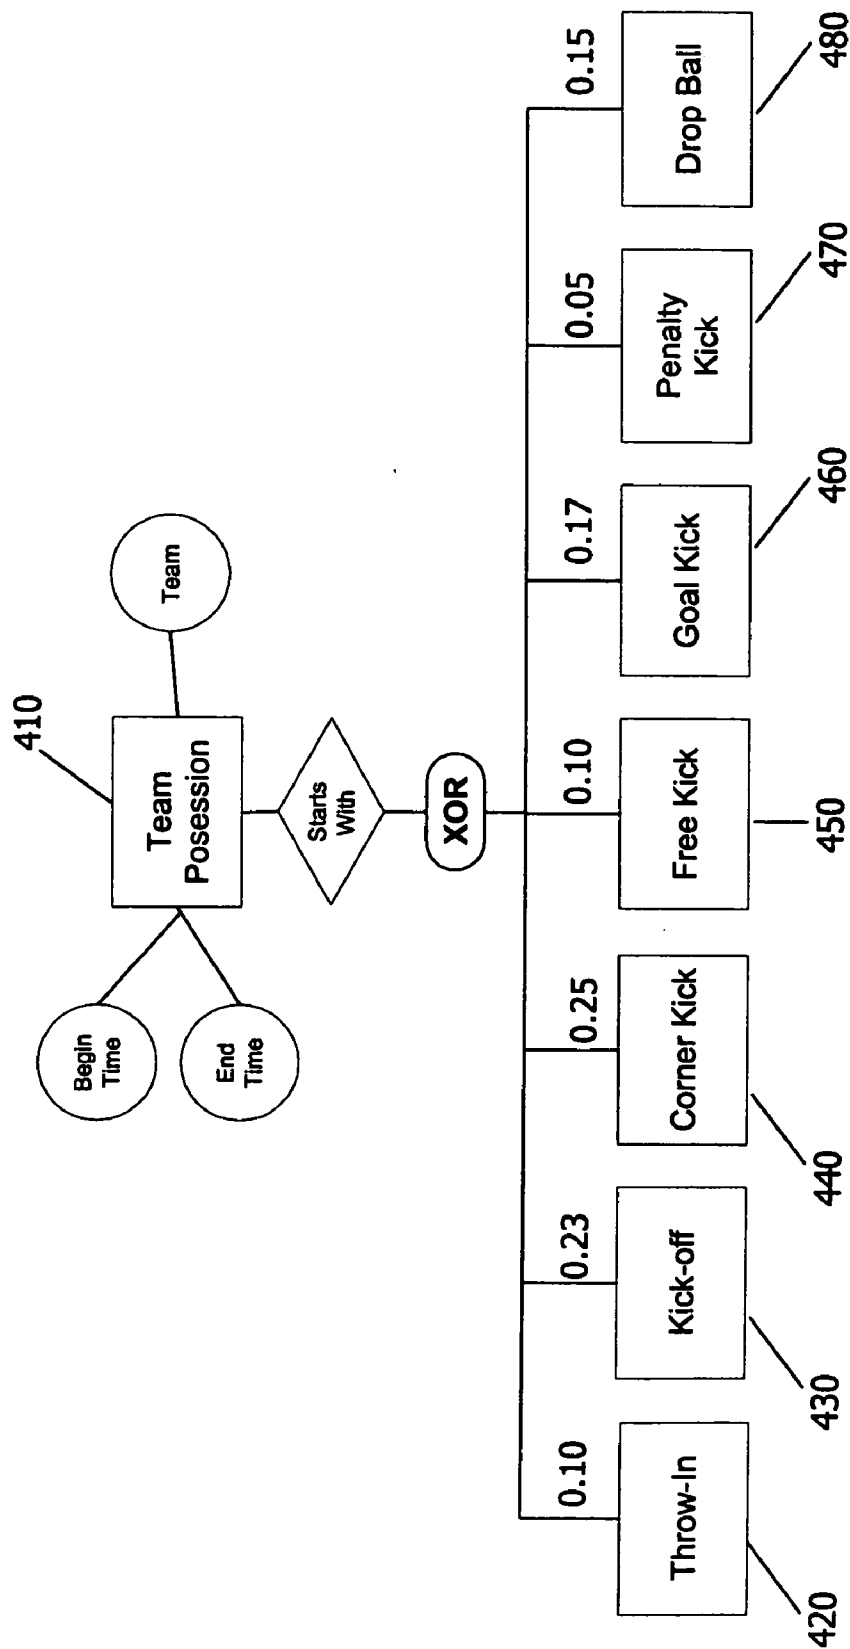 410
Team
Posession
Team
Begin
Time
End
Time
Starts
With
XOR
0.10
0.23
0.25
0.10
0.17
0.05
0.15
Throw-In
Kick-off
Corner Kick
Free Kick
Goal Kick
Penalty
Kick
Drop Ball
420
430
440
450
460
470
480